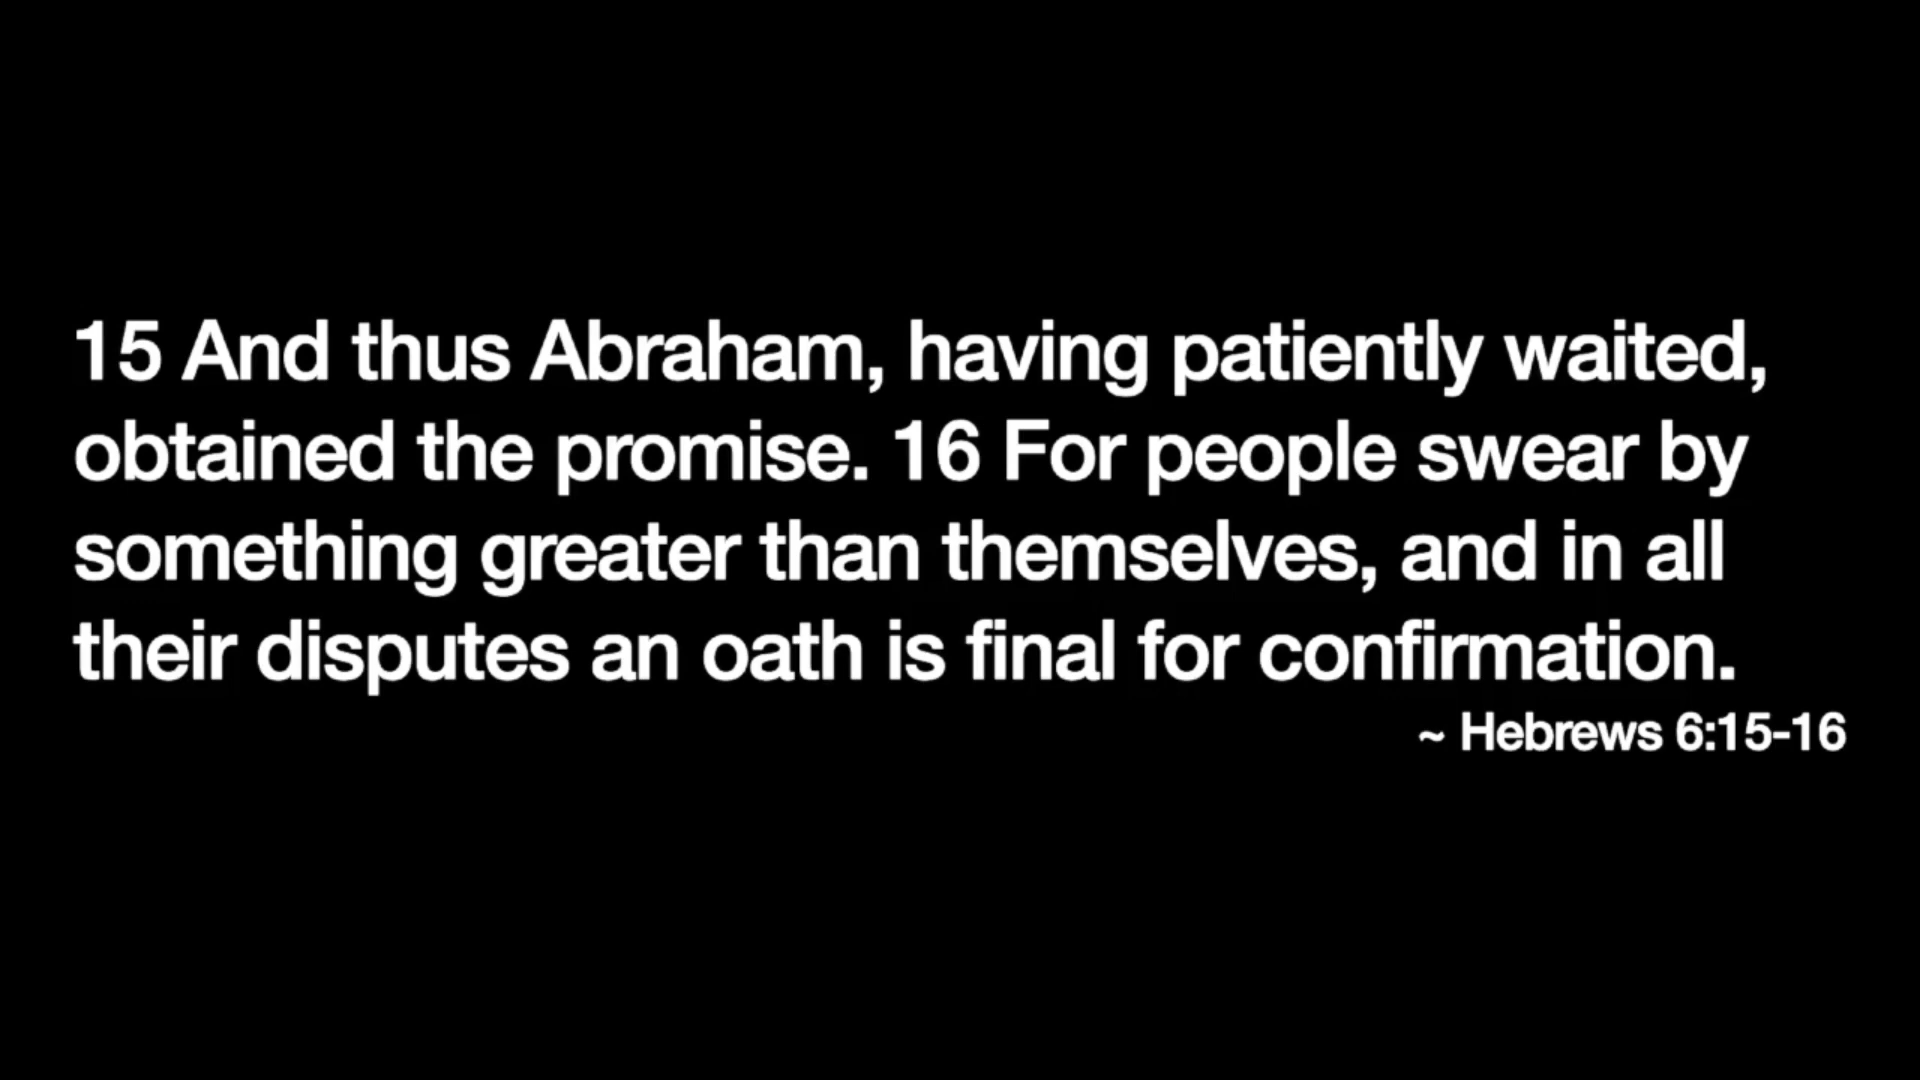 15 And thus Abraham, having patiently waited,
obtained the promise. 16 For people swear by
something greater than themselves, and in all
their disputes an oath is final for confirmation.
~ Hebrews 6:15-16